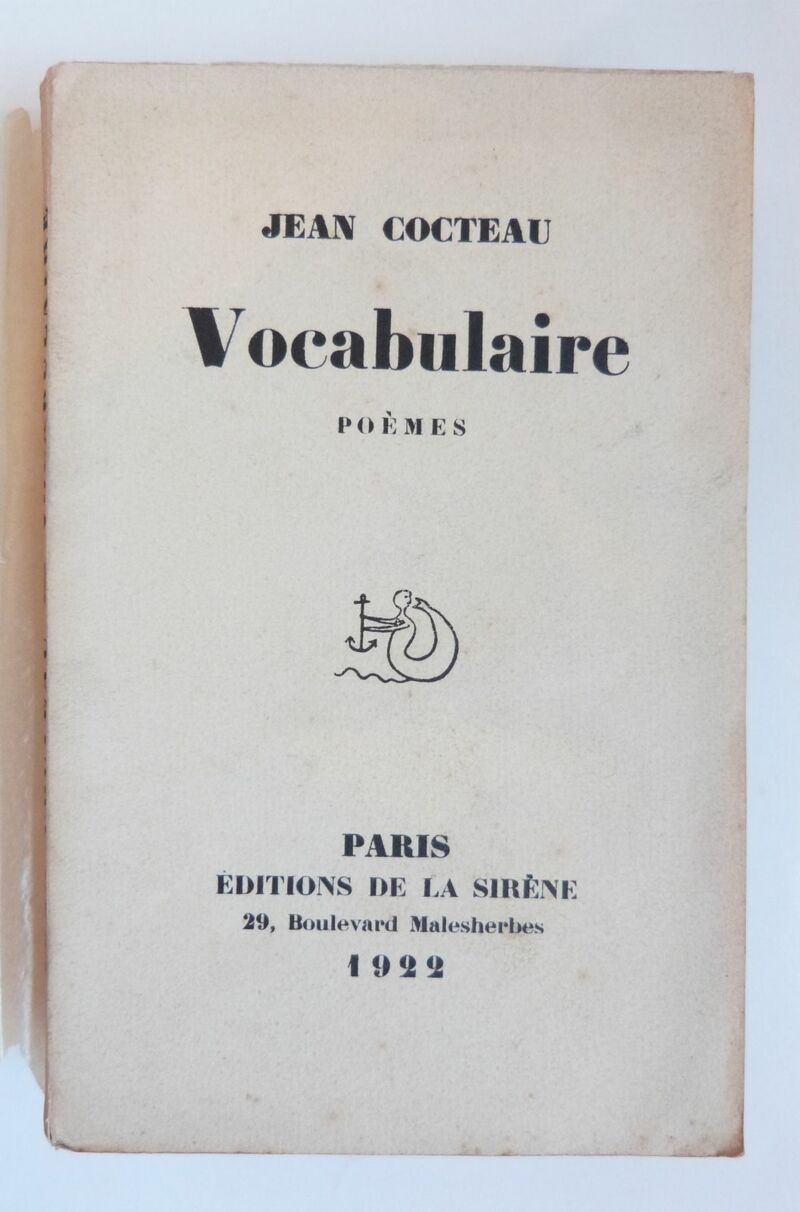 JEAN COCTEAU
Vocabulaire
POÈMES
PARIS
ÉDITIONS DE LA SIRÈNE
29, Boulevard Malesherbes
1922